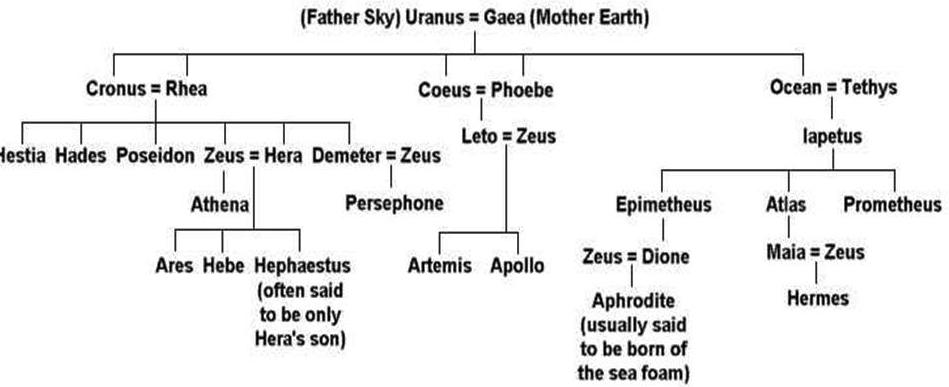 (Father Sky) Uranus = Gaea (Mother Earth)
Cronus = Rhea Coeus = Phoebe Ocean = Tethys
Leto = Zeus Iapetus
Hestia Hades Poseidon Zeus = Hera Demeter = Zeus
Athena Persephone Epimetheus Atlas Prometheus
Zeus = Dione Maia = Zeus
Ares Hebe Hephaestus Artemis Apollo
(often said
to be only
Hera's son)
Aphrodite Hermes
(usually said
to be born of
the sea foam)